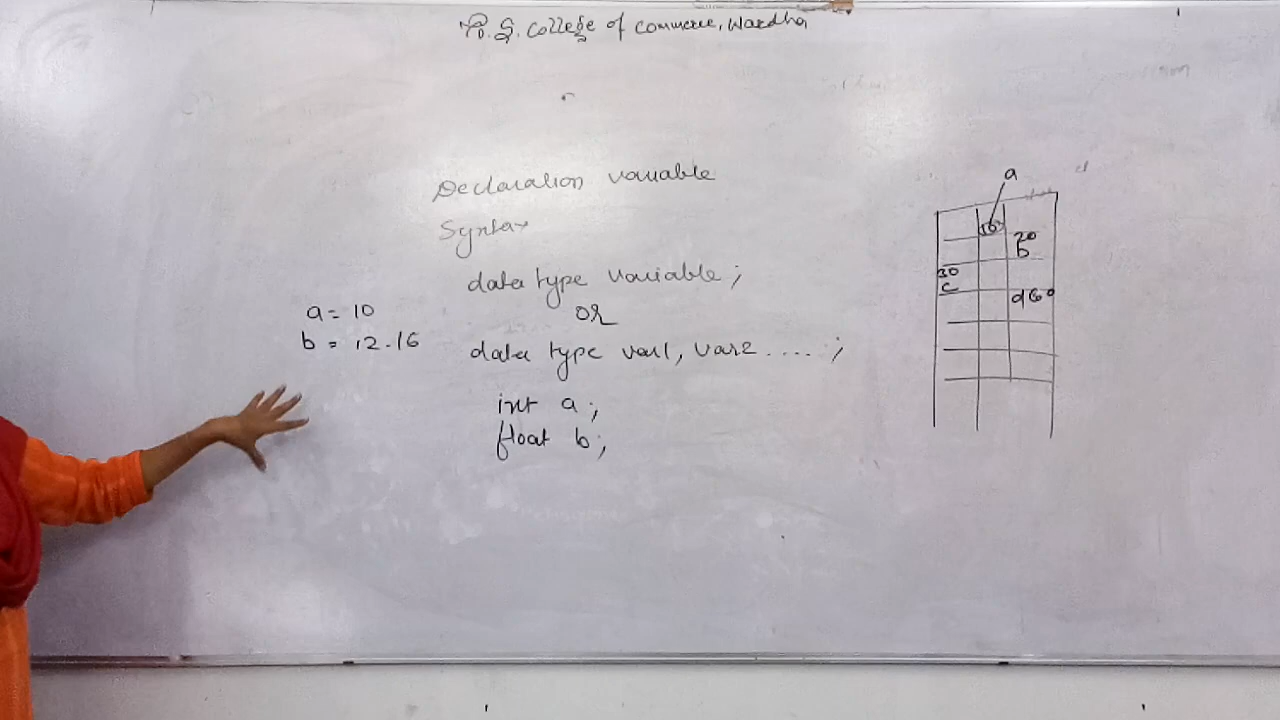 S. College of Commerce, Wardha
Declaration variable
Syntax
data type variable;
OR
data type var1, var2 ....;
int a;
float b;
a = 10
b = 12.16
a
20
b
30
c
d60